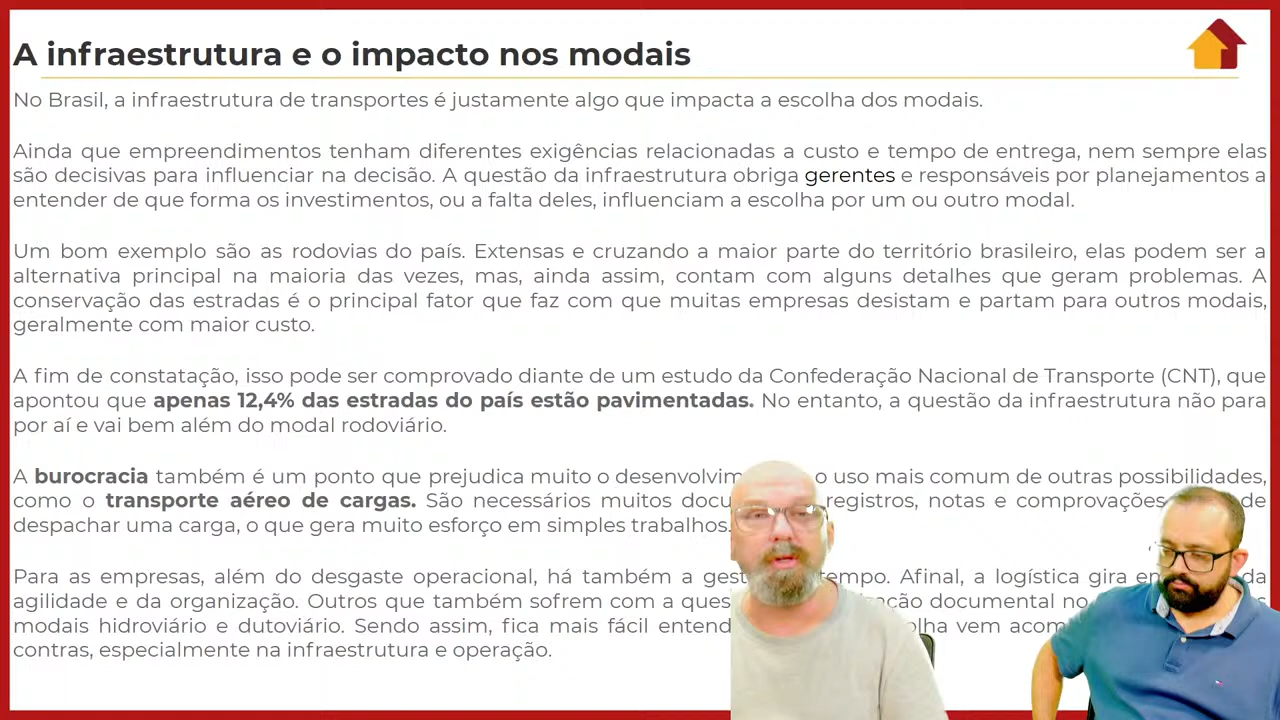 A infraestrutura e o impacto nos modais
No Brasil, a infraestrutura de transportes é justamente algo que impacta a escolha dos modais.
Ainda que empreendimentos tenham diferentes exigências relacionadas a custo e tempo de entrega, nem sempre elas
são decisivas para influenciar na decisão. A questão da infraestrutura obriga gerentes e responsáveis por planejamentos a
entender de que forma os investimentos, ou a falta deles, influenciam a escolha por um ou outro modal.
Um bom exemplo são as rodovias do país. Extensas e cruzando a maior parte do território brasileiro, elas podem ser a
alternativa principal na maioria das vezes, mas, ainda assim, contam com alguns detalhes que geram problemas. A
conservação das estradas é o principal fator que faz com que muitas empresas desistam e partam para outros modais,
geralmente com maior custo.
A fim de constatação, isso pode ser comprovado diante de um estudo da Confederação Nacional de Transporte (CNT), que
apontou que apenas 12,4% das estradas do país estão pavimentadas. No entanto, a questão da infraestrutura não para
por aí e vai bem além do modal rodoviário.
A burocracia também é um ponto que prejudica muito o o uso mais comum de outras possibilidades,
como o transporte aéreo de cargas. São necessários muitos registros, notas e comprovações de
despachar uma carga, o que gera muito esforço em simples trabalhos.
Para as empresas, além do desgaste operacional, há também a tempo. Afinal, a logística gira da
agilidade e da organização. Outros que também sofrem com a documental no
modais hidroviário e dutoviário. Sendo assim, fica mais fácil vem
contras, especialmente na infraestrutura e operação.